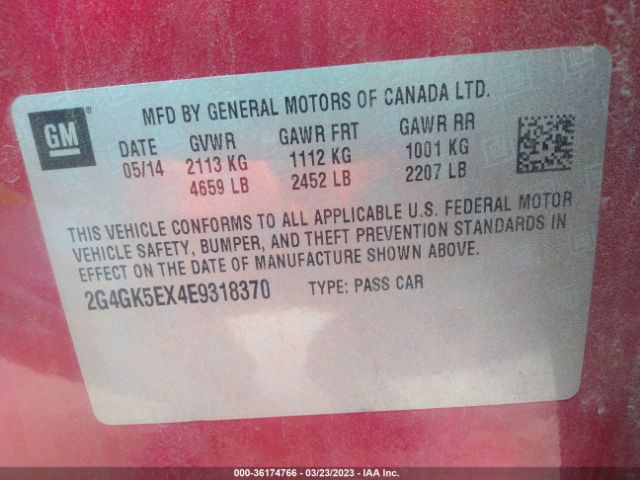 MFD BY GENERAL MOTORS OF CANADA LTD.
GM®
DATE GVWR GAWR FRT GAWR RR
05/14 2113 KG 1112 KG 1001 KG
4659 LB 2452 LB 2207 LB
THIS VEHICLE CONFORMS TO ALL APPLICABLE U.S. FEDERAL MOTOR
VEHICLE SAFETY, BUMPER, AND THEFT PREVENTION STANDARDS IN
EFFECT ON THE DATE OF MANUFACTURE SHOWN ABOVE.
2G4GK5EX4E9318370 TYPE: PASS CAR
000-36174766 — 03/23/2023 — IAA Inc.